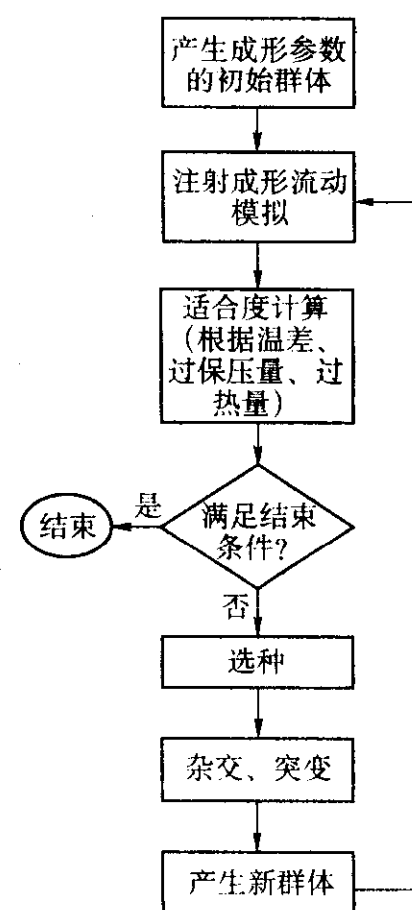 产生成形参数
的初始群体
注射成形流动
模拟
适合度计算
(根据温差、
过保压量、过
热量)
满足结束
条件?
是
结束
否
选种
杂交、突变
产生新群体